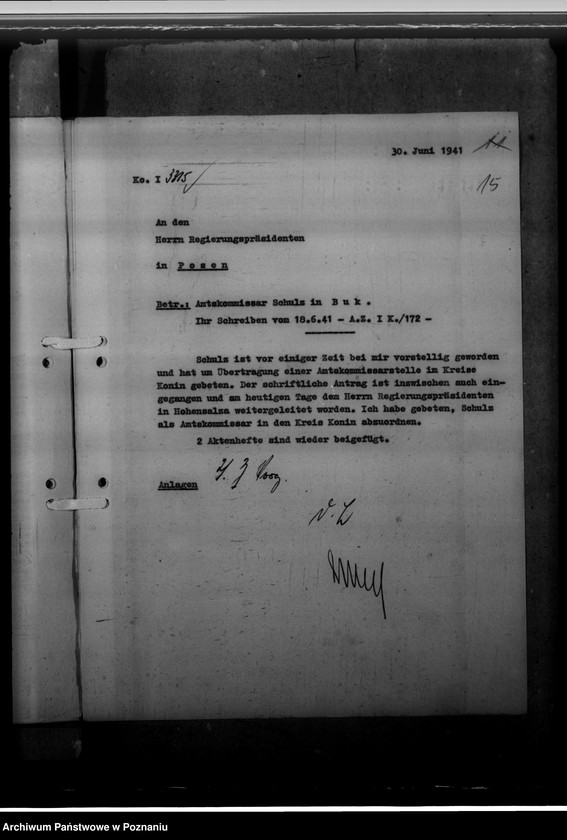 30. Juni 1941 11
15
Ko. I 3815/
An den
Herrn Regierungspräsidenten
in Posen
Betr.: Amtskommissar Schulz in Buk.
Ihr Schreiben vom 18.6.41 - A.Z. I K./172 -
Schulz ist vor einiger Zeit bei mir vorstellig geworden
und hat um Übertragung einer Amtskommissarstelle im Kreise
Konin gebeten. Der schriftliche Antrag ist inzwischen auch ein-
gegangen und am heutigen Tage dem Herrn Regierungspräsidenten
in Hohensalza weitergeleitet worden. Ich habe gebeten, Schulz
als Amtskommissar in den Kreis Konin abzuordnen.
2 Aktenhefte sind wieder beigefügt.
Anlagen
Archiwum Państwowe w Poznaniu